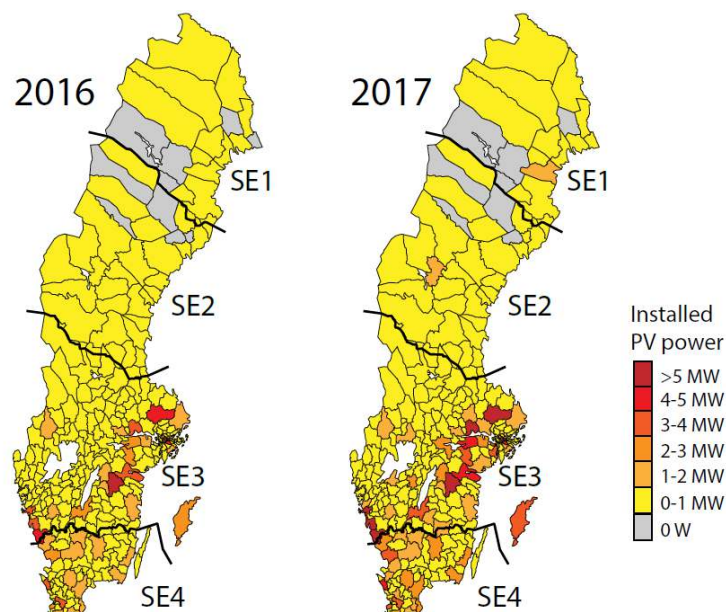 2016
2017
SE1
SE1
SE2
SE2
Installed
PV power
>5 MW
4-5 MW
3-4 MW
2-3 MW
1-2 MW
0-1 MW
0 W
SE3
SE3
SE4
SE4